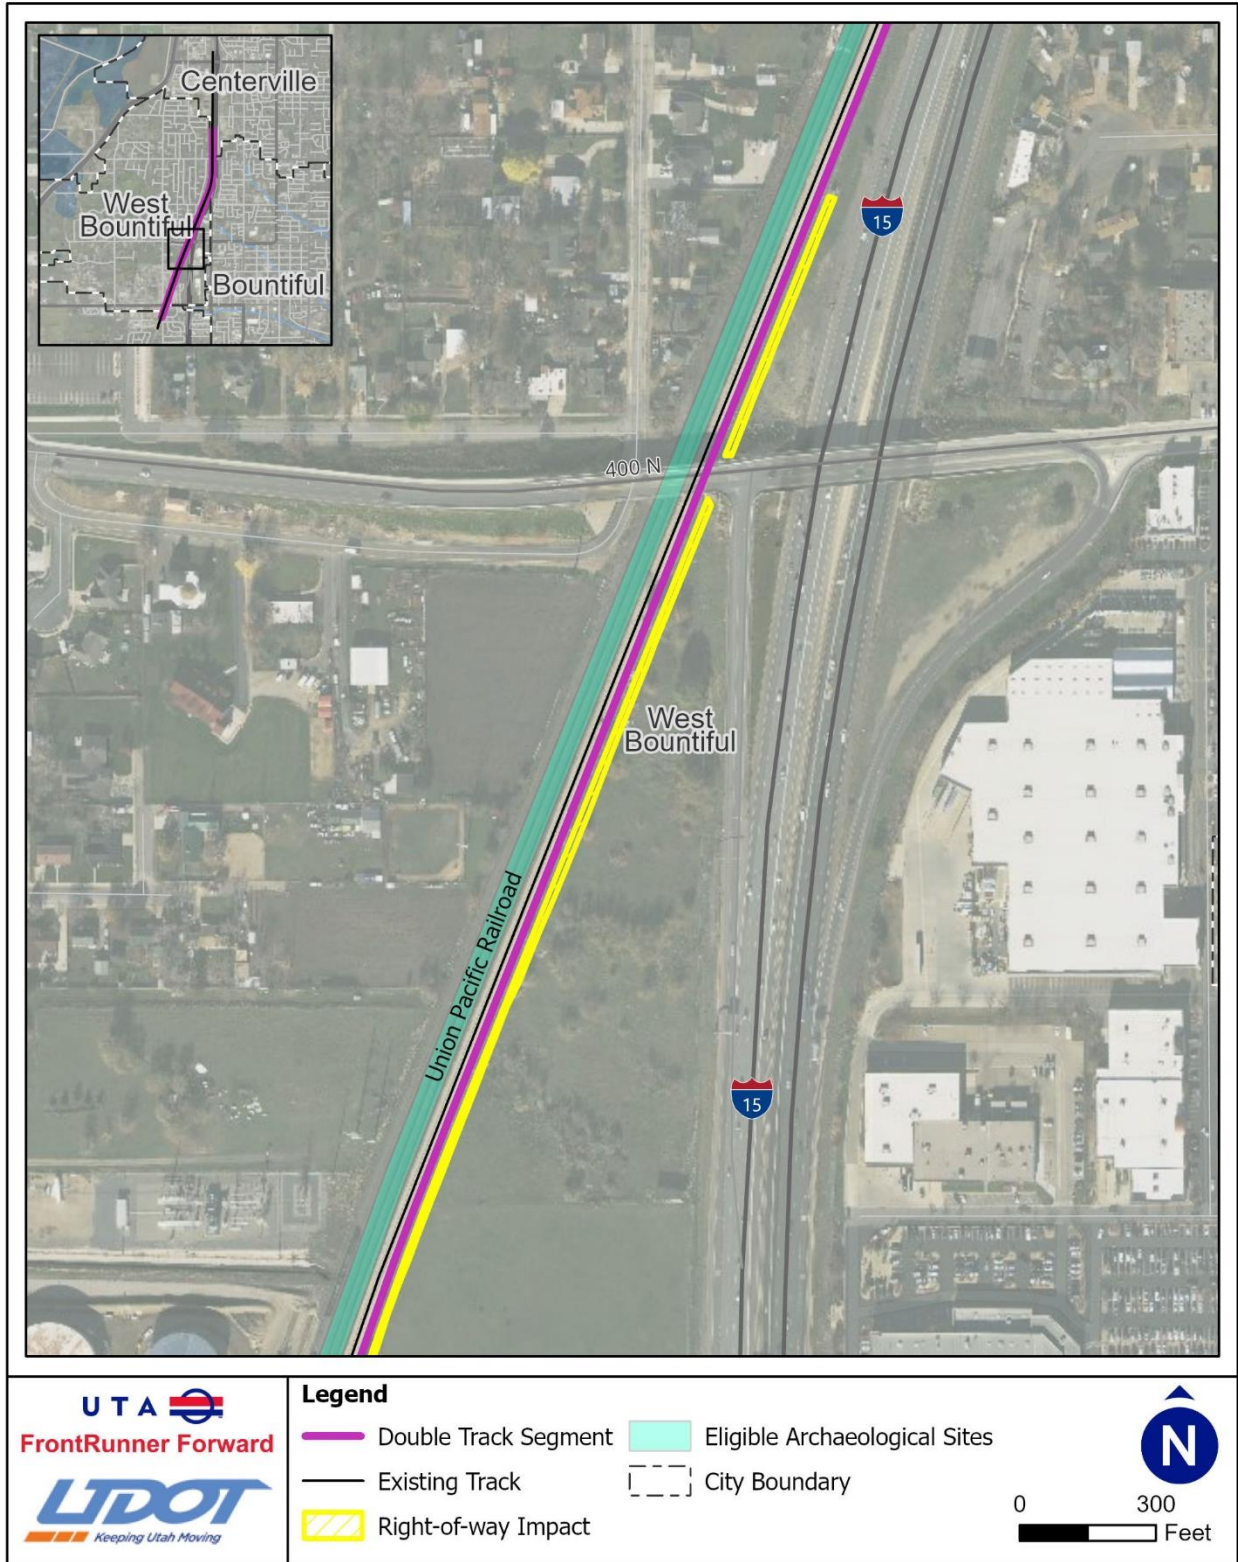 Centerville
West
Bountiful
Bountiful
15
400 N
West
Bountiful
Union Pacific Railroad
15
UTA
FrontRunner Forward
UDOT
Keeping Utah Moving
Legend
Double Track Segment
Eligible Archaeological Sites
Existing Track
City Boundary
Right-of-way Impact
N
0 300
Feet